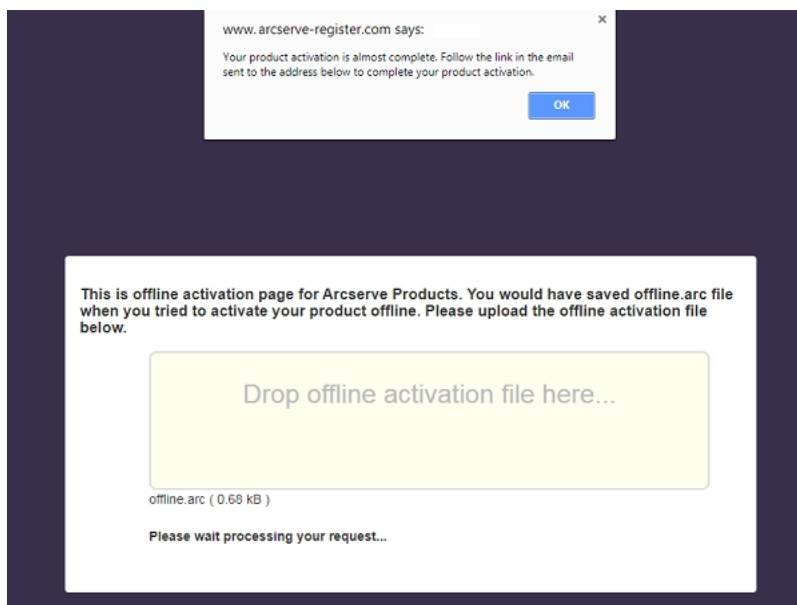 www.arcserve-register.com says:
×
Your product activation is almost complete. Follow the link in the email
sent to the address below to complete your product activation.
OK
This is offline activation page for Arcserve Products. You would have saved offline.arc file
when you tried to activate your product offline. Please upload the offline activation file
below.
Drop offline activation file here...
offline.arc ( 0.68 kB )
Please wait processing your request...